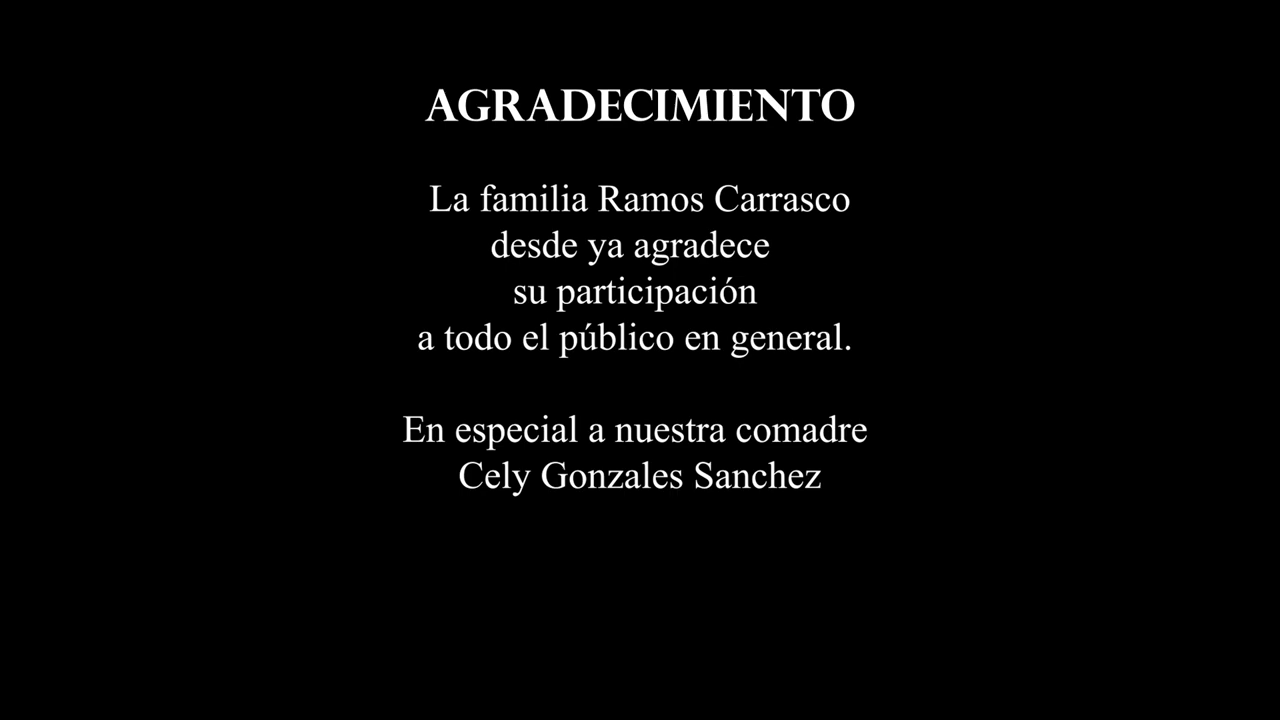 AGRADECIMIENTO
La familia Ramos Carrasco
desde ya agradece
su participación
a todo el público en general.
En especial a nuestra comadre
Cely Gonzales Sanchez